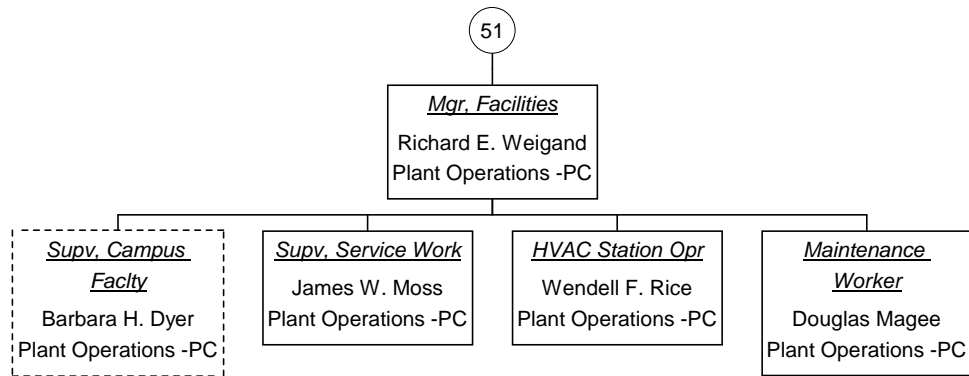 51
Mgr, Facilities
Richard E. Weigand
Plant Operations -PC
Supv, Campus
Faclty
Barbara H. Dyer
Plant Operations -PC
Supv, Service Work
James W. Moss
Plant Operations -PC
HVAC Station Opr
Wendell F. Rice
Plant Operations -PC
Maintenance
Worker
Douglas Magee
Plant Operations -PC